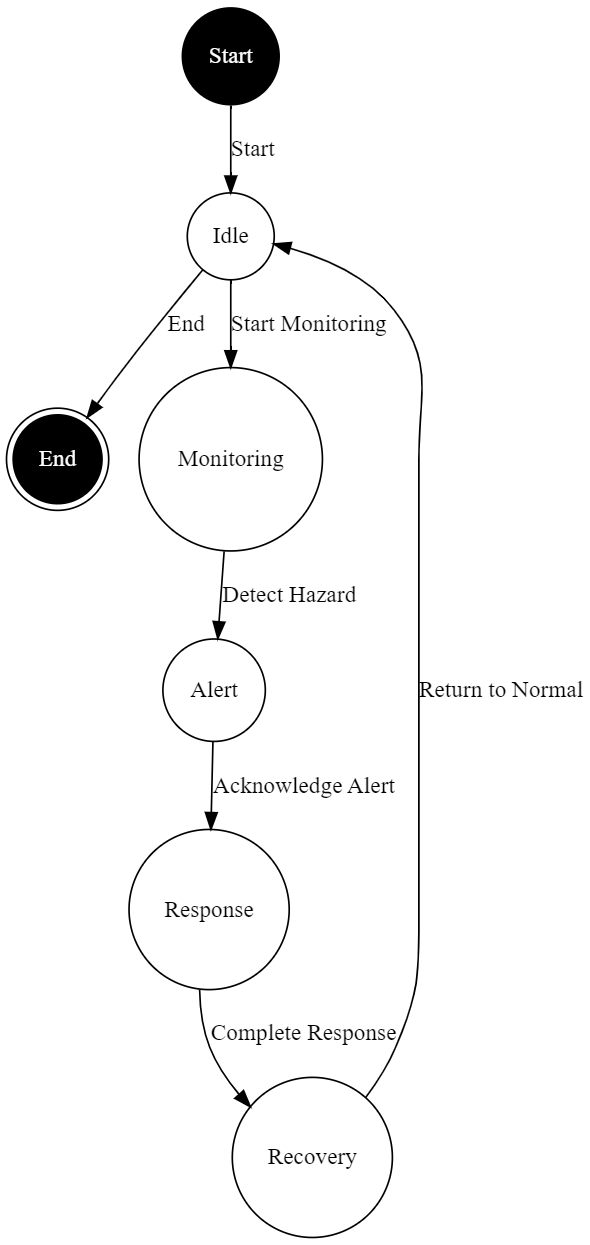 Start
Start
Idle
End
Start Monitoring
End
Monitoring
Detect Hazard
Alert
Return to Normal
Acknowledge Alert
Response
Complete Response
Recovery